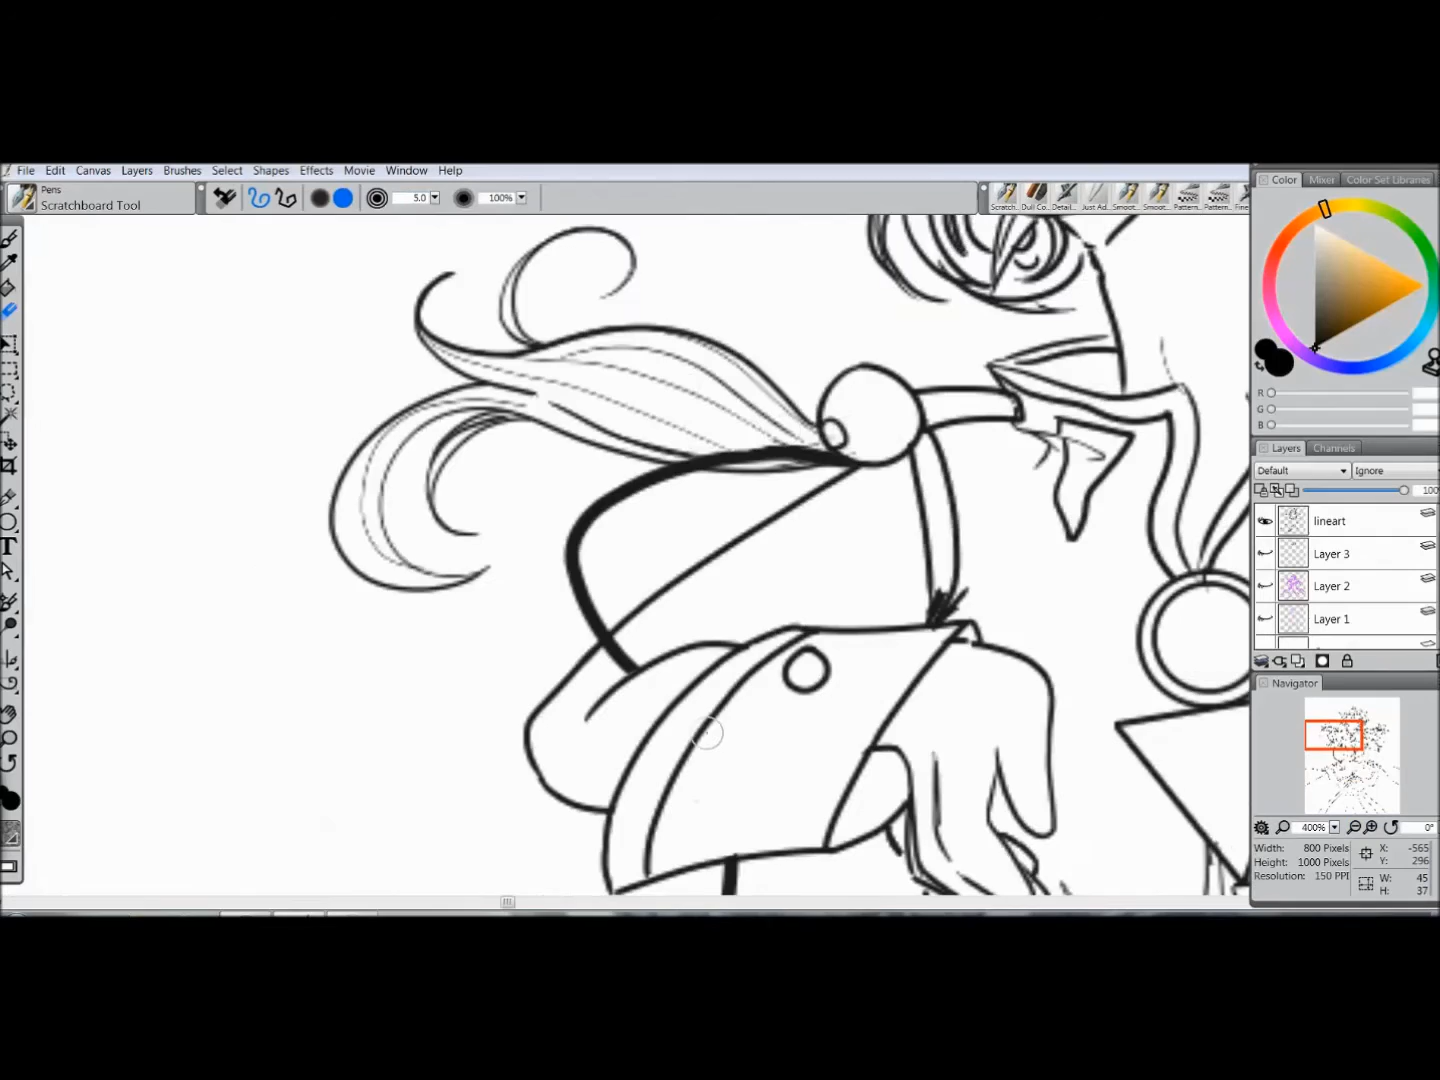 File Edit Canvas Layers Brushes Select Shapes Effects Movie Window Help
Pens
Scratchboard Tool
5.0
100%
Scratch. Dull Co.. Detail.. Just Ad.. Smoot.. Smoot.. Pattern.. Pattern.. Fine
Color Mixer Color Set Libraries
R
G
B
Layers Channels
Default Ignore
100
lineart
Layer 3
Layer 2
Layer 1
T
Navigator
400% 0°
Width: 800 Pixels X: -565
Height: 1000 Pixels Y: 296
Resolution: 150 PPI W: 45
H: 37